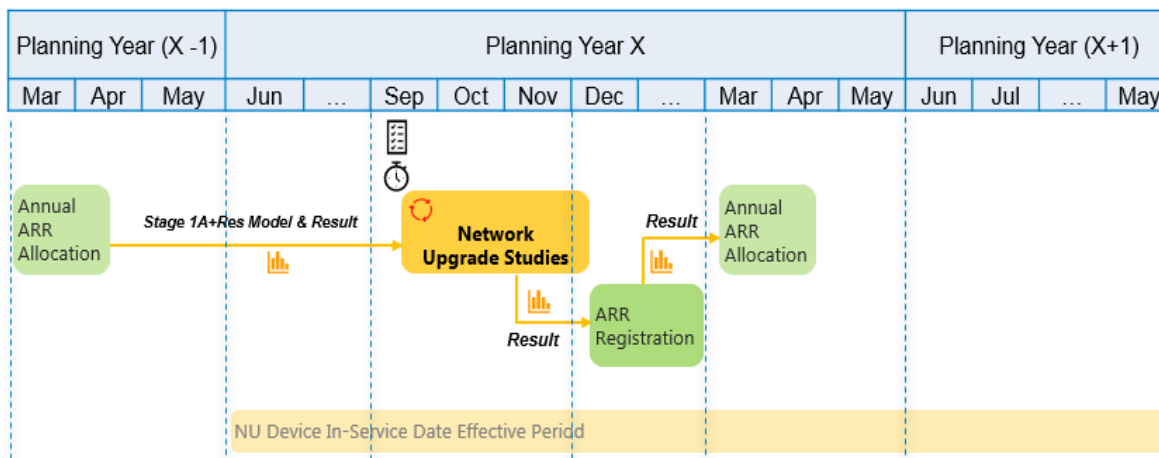 Planning Year (X -1) Planning Year X Planning Year (X+1)
Mar Apr May Jun ... Sep Oct Nov Dec ... Mar Apr May Jun Jul ... May
Annual
ARR
Allocation
Stage 1A+Res Model & Result
Network
Upgrade Studies
Result
ARR
Registration
Result
Annual
ARR
Allocation
NU Device In-Service Date Effective Period